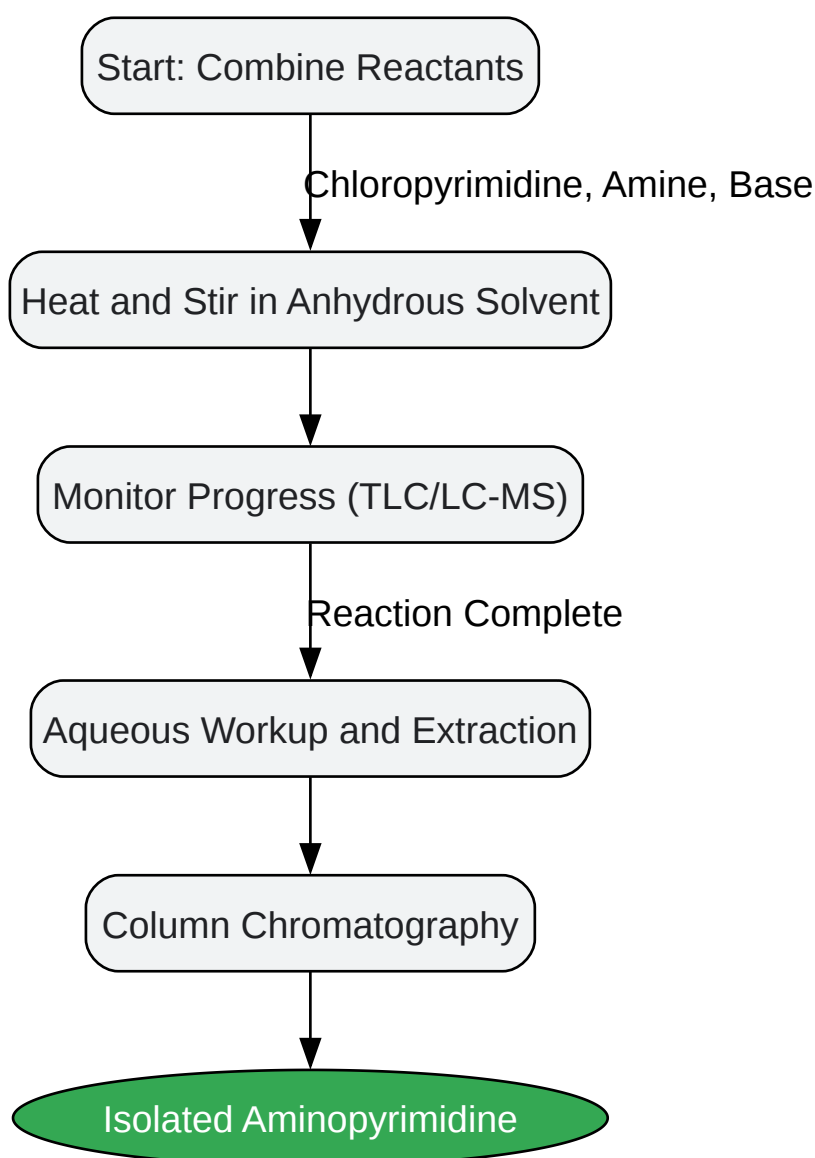 Start: Combine Reactants
Chloropyrimidine, Amine, Base
Heat and Stir in Anhydrous Solvent
Monitor Progress (TLC/LC-MS)
Reaction Complete
Aqueous Workup and Extraction
Column Chromatography
Isolated Aminopyrimidine